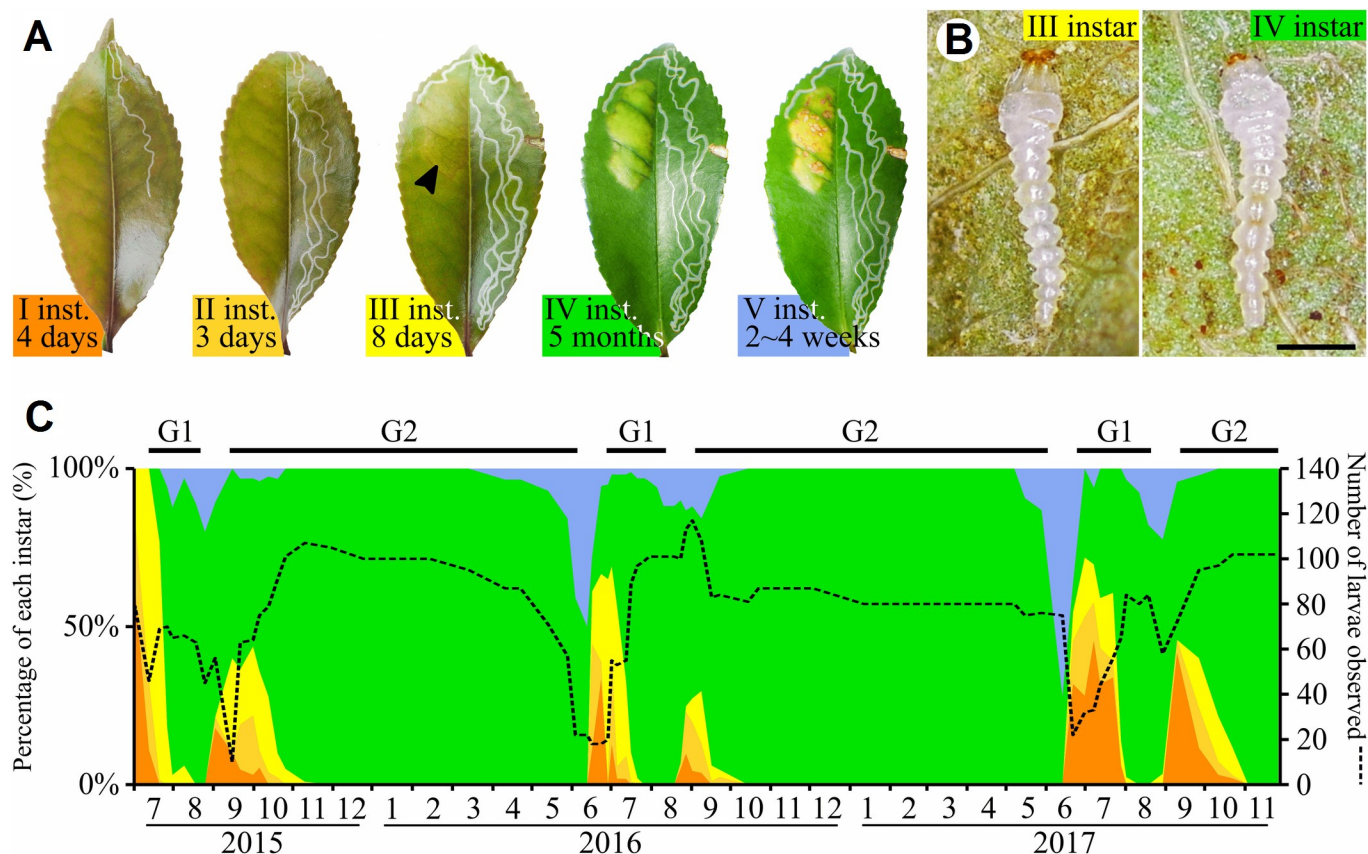 A
I inst.
4 days
II inst.
3 days
III inst.
8 days
IV inst.
5 months
V inst.
2~4 weeks
B
III instar
IV instar
C
G1 G2 G1 G2 G1 G2
Percentage of each instar (%)
100%
50%
0%
Number of larvae observed
140
120
100
80
60
40
20
0
7 8 9 10 11 12 1 2 3 4 5 6 7 8 9 10 11 12 1 2 3 4 5 6 7 8 9 10 11
2015 2016 2017